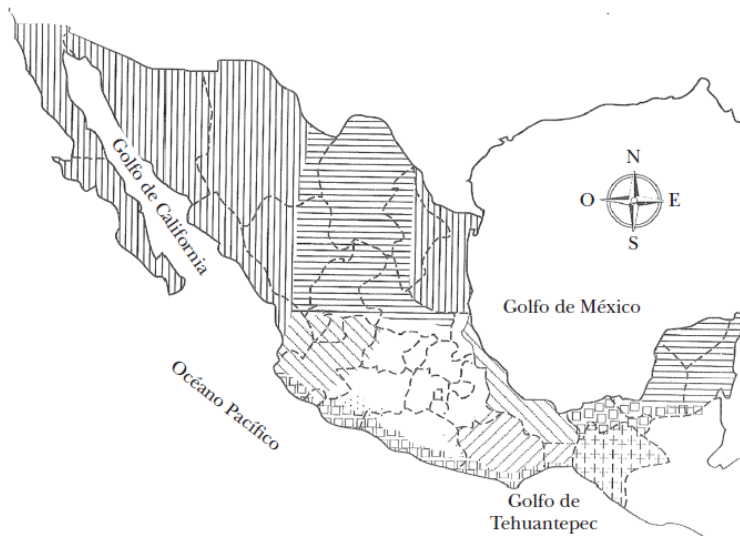 N
O E
S
Golfo de California
Golfo de México
Océano Pacífico
Golfo de
Tehuantepec